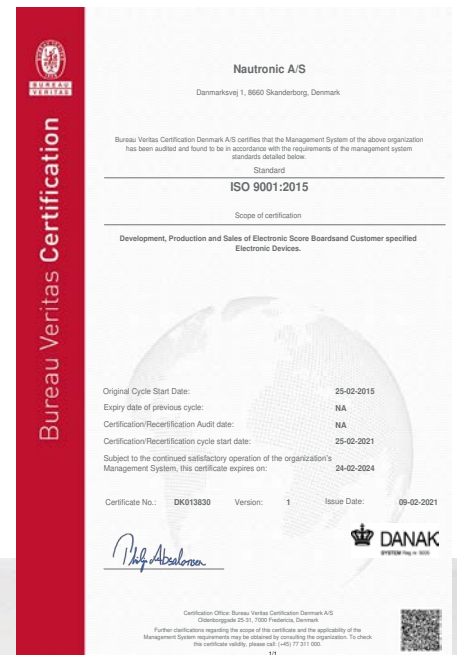 BUREAU
VERITAS
Bureau Veritas Certification
Nautronic A/S
Danmarksvej 1, 8660 Skanderborg, Denmark
Bureau Veritas Certification Denmark A/S certifies that the Management System of the above organization
has been audited and found to be in accordance with the requirements of the management system
standards detailed below.
Standard
ISO 9001:2015
Scope of certification
Development, Production and Sales of Electronic Score Boardsand Customer specified
Electronic Devices.
Original Cycle Start Date: 25-02-2015
Expiry date of previous cycle: NA
Certification/Recertification Audit date: NA
Certification/Recertification cycle start date: 25-02-2021
Subject to the continued satisfactory operation of the organization's
Management System, this certificate expires on: 24-02-2024
Certificate No.: DK013830 Version: 1 Issue Date: 09-02-2021
DANAK
Philip Absalonsen
Certification Office: Bureau Veritas Certification Denmark A/S
Oldenborggade 25-31, 7000 Fredericia, Denmark
Further clarifications regarding the scope of this certificate and the applicability of the
Management System requirements may be obtained by consulting the organization. To check
this certificate validity, please call: (+45) 77 311 000.
1/1